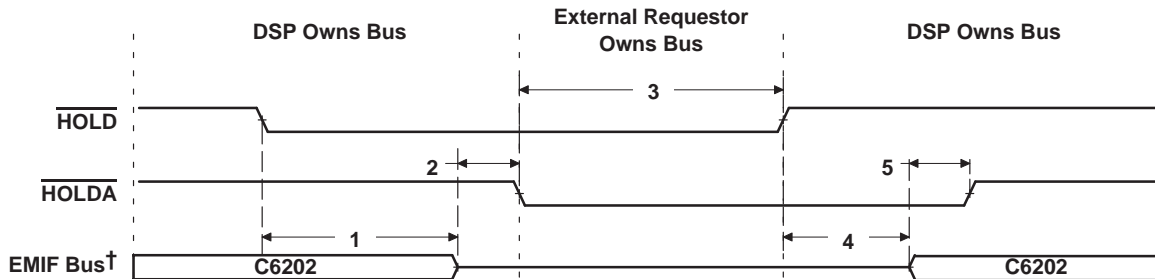 DSP Owns Bus
External Requestor
Owns Bus
DSP Owns Bus
3
HOLD
2
5
HOLDA
1
4
EMIF Bus†
C6202
C6202